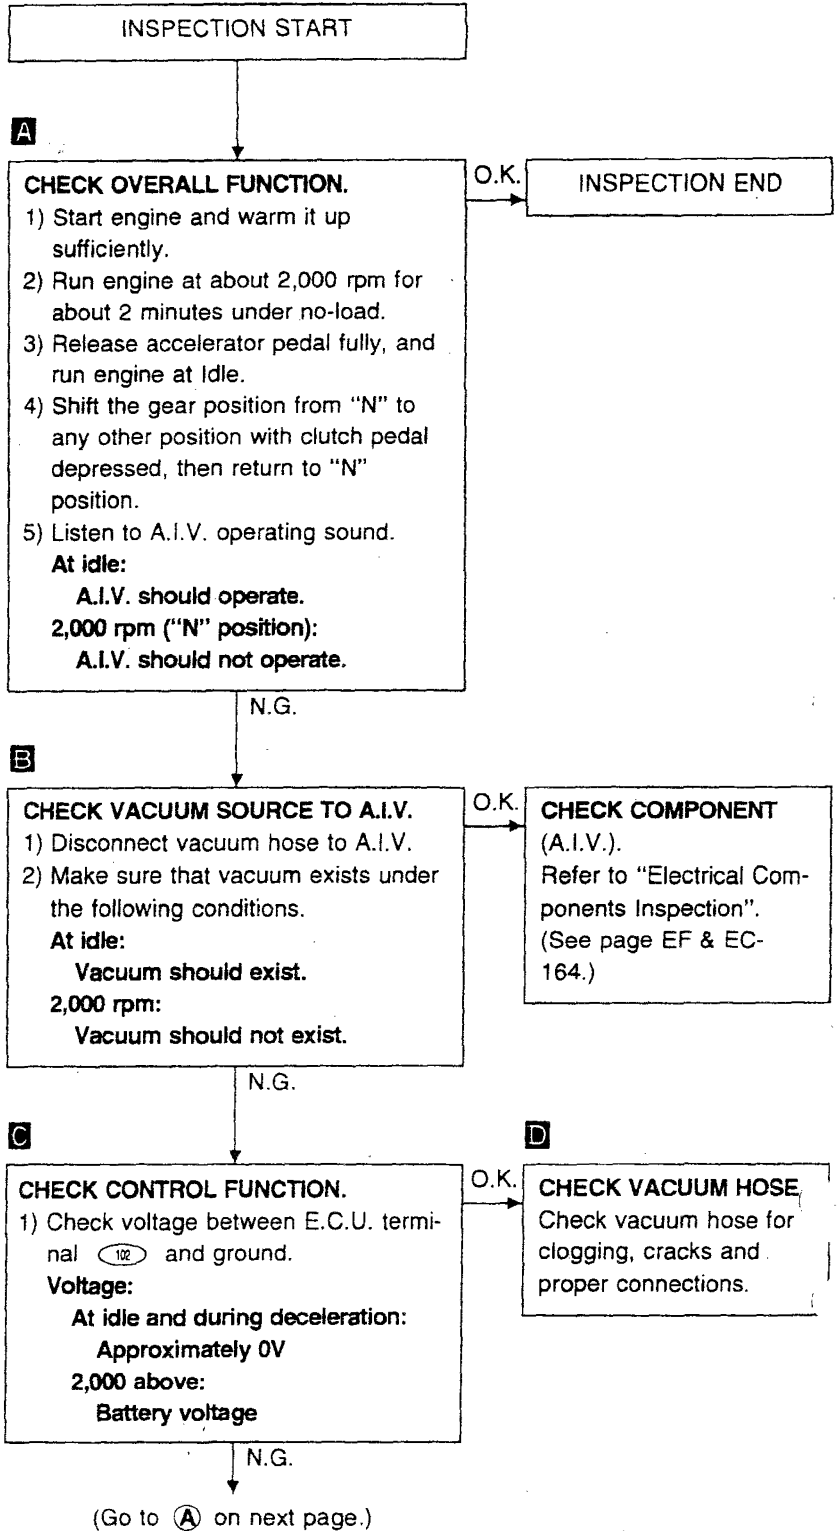 INSPECTION START
A
CHECK OVERALL FUNCTION.
1) Start engine and warm it up
sufficiently.
2) Run engine at about 2,000 rpm for
about 2 minutes under no-load.
3) Release accelerator pedal fully, and
run engine at Idle.
4) Shift the gear position from “N” to
any other position with clutch pedal
depressed, then return to “N”
position.
5) Listen to A.I.V. operating sound.
At idle:
A.I.V. should operate.
2,000 rpm (“N” position):
A.I.V. should not operate.
O.K.
INSPECTION END
N.G.
B
CHECK VACUUM SOURCE TO A.I.V.
1) Disconnect vacuum hose to A.I.V.
2) Make sure that vacuum exists under
the following conditions.
At idle:
Vacuum should exist.
2,000 rpm:
Vacuum should not exist.
O.K.
CHECK COMPONENT
(A.I.V.).
Refer to “Electrical Com-
ponents Inspection”.
(See page EF & EC-
164.)
N.G.
C
CHECK CONTROL FUNCTION.
1) Check voltage between E.C.U. termi-
nal 102 and ground.
Voltage:
At idle and during deceleration:
Approximately 0V
2,000 above:
Battery voltage
O.K.
D
CHECK VACUUM HOSE
Check vacuum hose for
clogging, cracks and
proper connections.
N.G.
(Go to A on next page.)